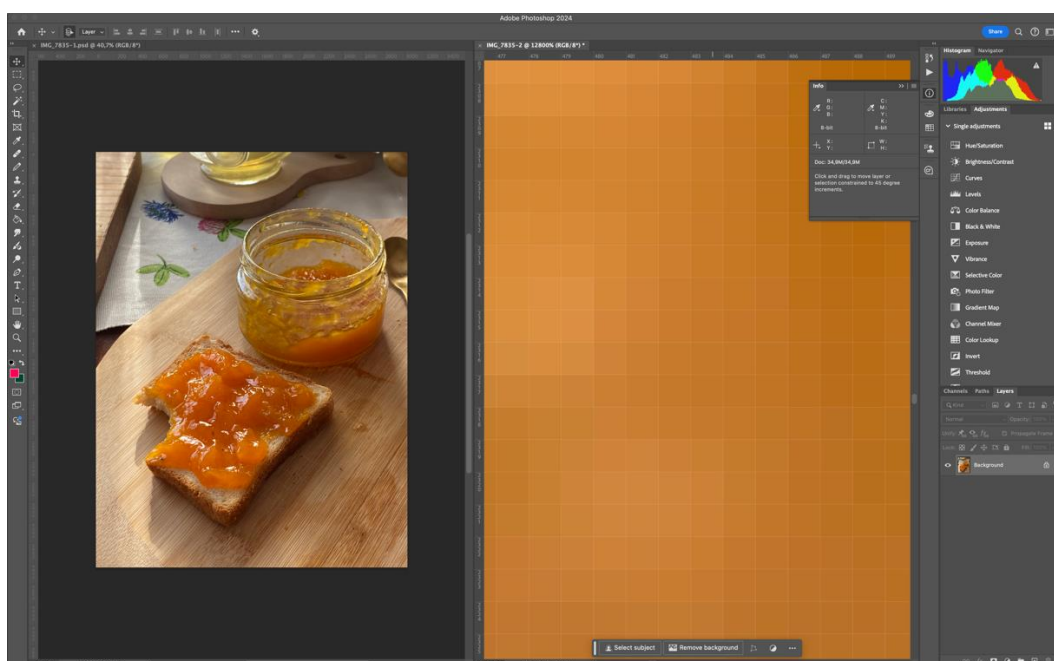 Adobe Photoshop 2024
Layer
Share
IMG_7835-1.psd @ 40,7% (RGB/8*)
IMG_7835-2 @ 12800% (RGB/8*) *
Histogram Navigator
Info
R:
G:
B:
8-bit
C:
M:
Y:
K:
8-bit
X:
Y:
W:
H:
Doc: 34,9M/34,9M
Click and drag to move layer or
selection constrained to 45 degree
increments.
Libraries Adjustments
Single adjustments
Hue/Saturation
Brightness/Contrast
Curves
Levels
Color Balance
Black & White
Exposure
Vibrance
Selective Color
Photo Filter
Gradient Map
Channel Mixer
Color Lookup
Invert
Threshold
Channels Paths Layers
Normal
Background
Select subject
Remove background